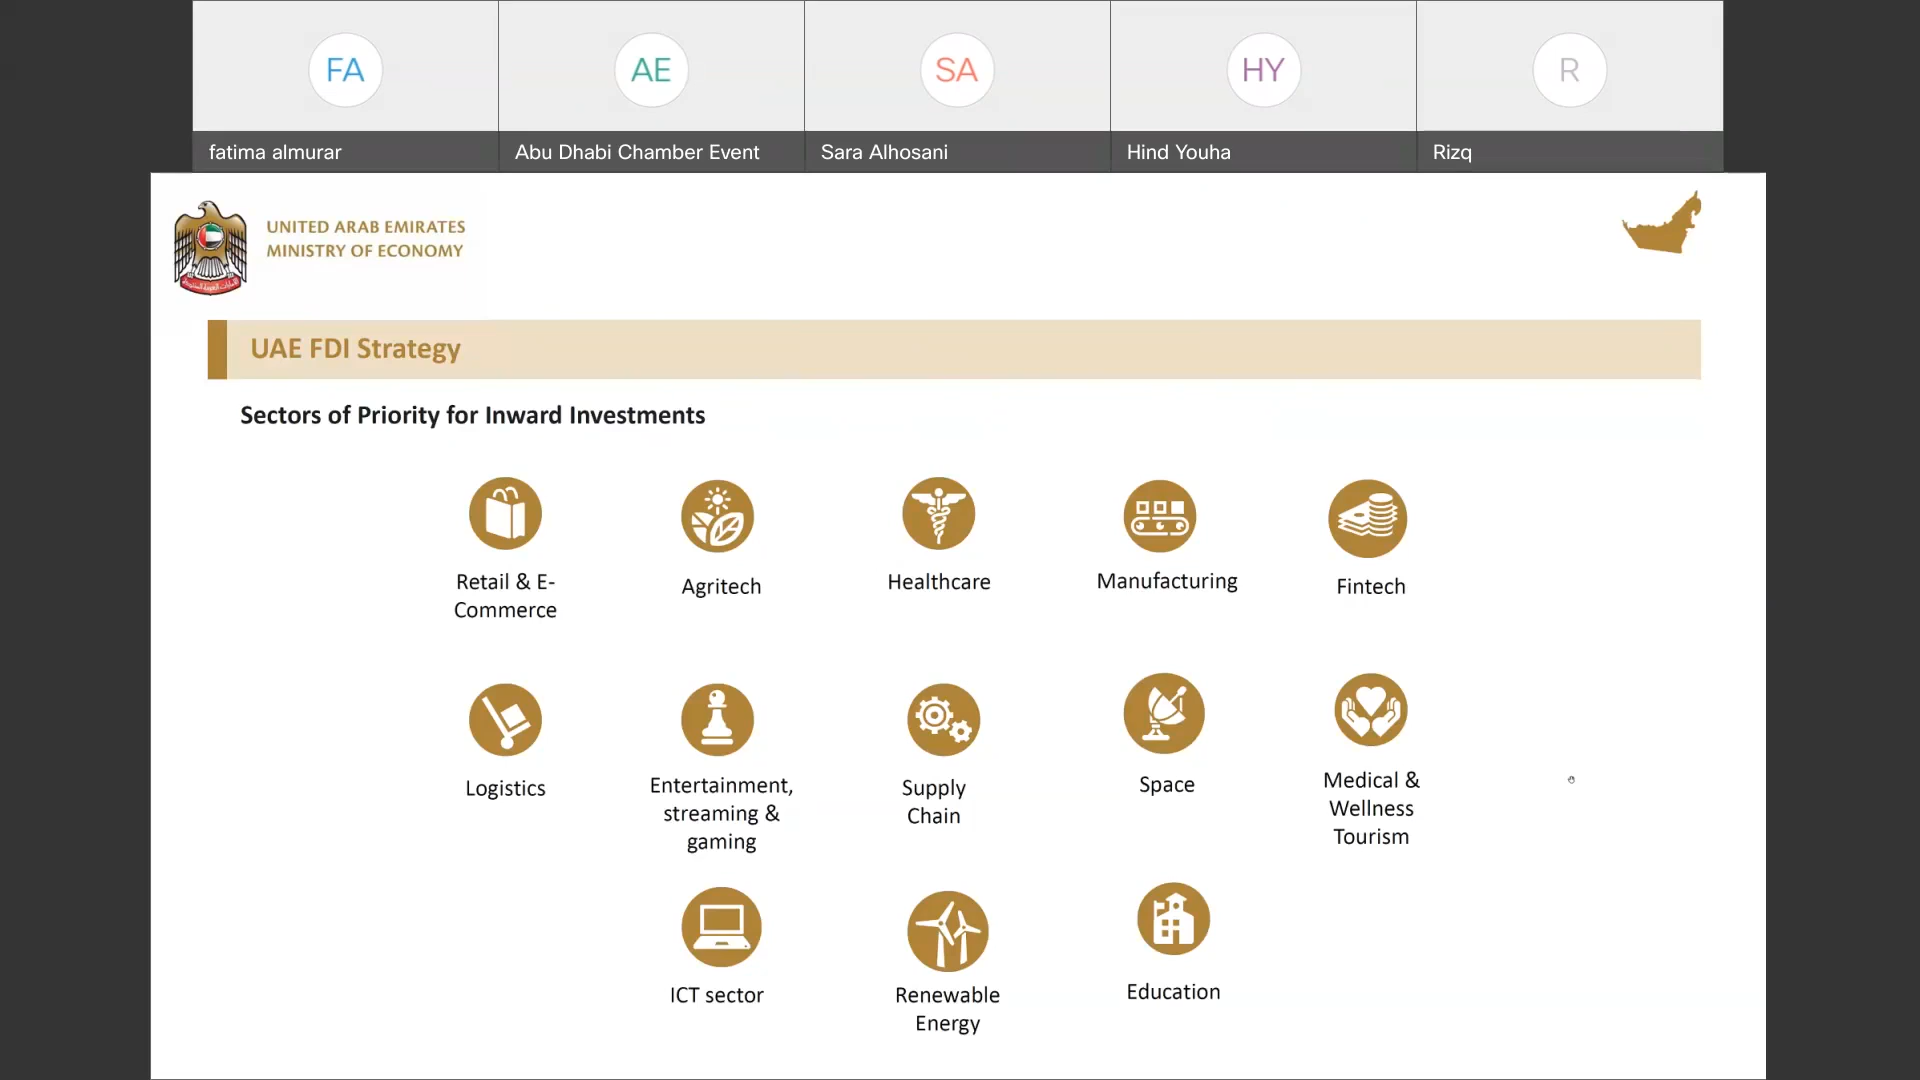 FA
AE
SA
HY
R
fatima almurar
Abu Dhabi Chamber Event
Sara Alhosani
Hind Youha
Rizq
UNITED ARAB EMIRATES
MINISTRY OF ECONOMY
UAE FDI Strategy
Sectors of Priority for Inward Investments
Retail & E-
Commerce
Agritech
Healthcare
Manufacturing
Fintech
Logistics
Entertainment,
streaming &
gaming
Supply
Chain
Space
Medical &
Wellness
Tourism
ICT sector
Renewable
Energy
Education